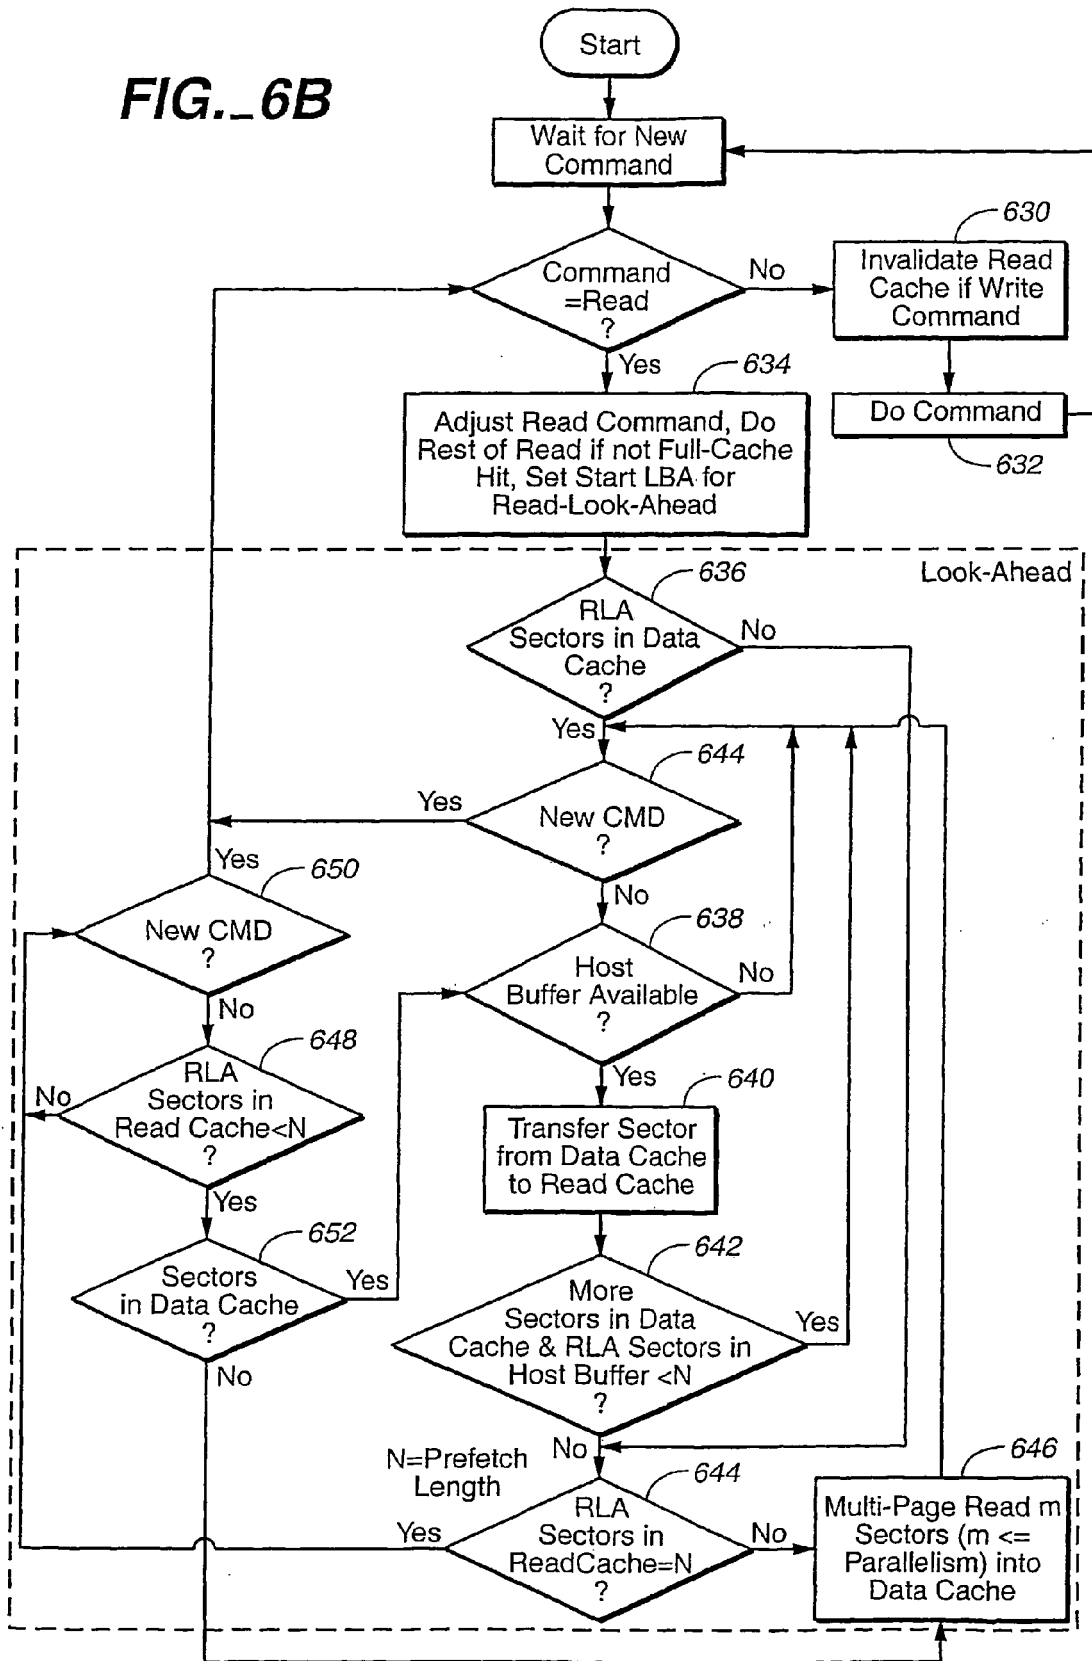 FIG._6B
Start
Wait for New
Command
Command
=Read
?
No
Yes
630
Invalidate Read
Cache if Write
Command
Do Command
632
634
Adjust Read Command, Do
Rest of Read if not Full-Cache
Hit, Set Start LBA for
Read-Look-Ahead
Look-Ahead
636
RLA
Sectors in Data
Cache
?
No
Yes
644
New CMD
?
Yes
No
Yes
650
New CMD
?
No
638
Host
Buffer Available
?
No
Yes
648
RLA
Sectors in
Read Cache<N
?
No
Yes
640
Transfer Sector
from Data Cache
to Read Cache
652
Sectors
in Data Cache
?
Yes
No
642
More
Sectors in Data
Cache & RLA Sectors in
Host Buffer <N
?
Yes
No
N=Prefetch
Length
644
RLA
Sectors in
ReadCache=N
?
Yes
No
646
Multi-Page Read m
Sectors (m <=
Parallelism) into
Data Cache